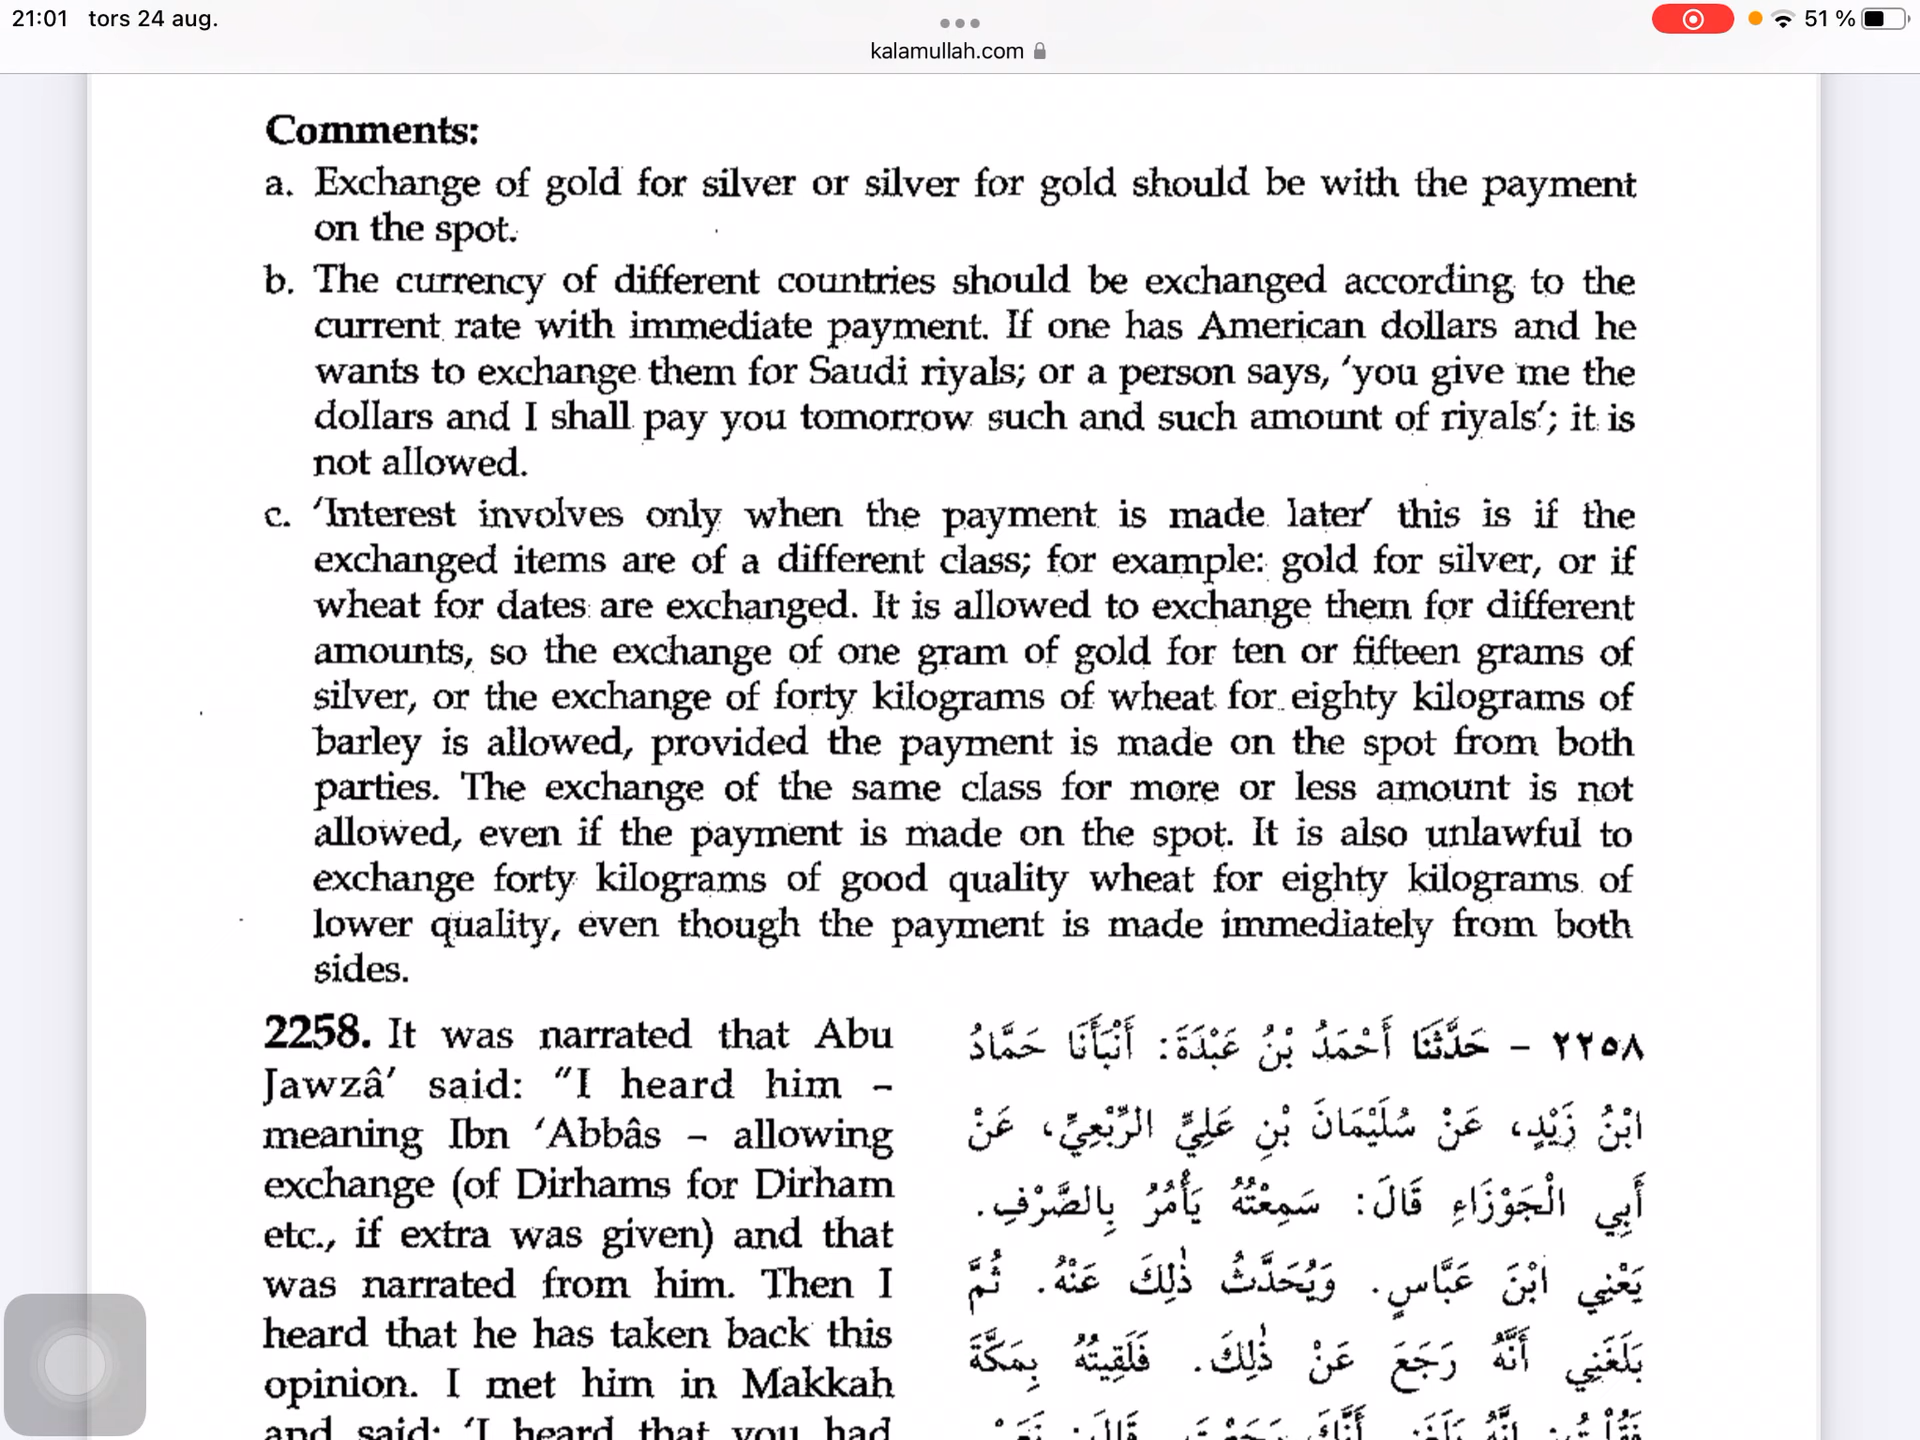 21:01 tors 24 aug.
51 %
kalamullah.com
Comments:
a. Exchange of gold for silver or silver for gold should be with the payment
on the spot.
b. The currency of different countries should be exchanged according to the
current rate with immediate payment. If one has American dollars and he
wants to exchange them for Saudi riyals; or a person says, ‘you give me the
dollars and I shall pay you tomorrow such and such amount of riyals’; it is
not allowed.
c. ‘Interest involves only when the payment is made later’ this is if the
exchanged items are of a different class; for example: gold for silver, or if
wheat for dates are exchanged. It is allowed to exchange them for different
amounts, so the exchange of one gram of gold for ten or fifteen grams of
silver, or the exchange of forty kilograms of wheat for eighty kilograms of
barley is allowed, provided the payment is made on the spot from both
parties. The exchange of the same class for more or less amount is not
allowed, even if the payment is made on the spot. It is also unlawful to
exchange forty kilograms of good quality wheat for eighty kilograms of
lower quality, even though the payment is made immediately from both
sides.
2258. It was narrated that Abu
Jawzâ’ said: “I heard him –
meaning Ibn ‘Abbâs – allowing
exchange (of Dirhams for Dirham
etc., if extra was given) and that
was narrated from him. Then I
heard that he has taken back this
opinion. I met him in Makkah
and said: ‘I heard that you had
٢٢٥٨ – حَدَّثَنَا أَحْمَدُ بْنُ عَبْدَةَ: أَنْبَأَنَا حَمَّادُ
ابْنُ زَيْدٍ، عَنْ سُلَيْمَانَ بْنِ عَلِيٍّ الرِّبْعِيِّ، عَنْ
أَبِي الْجَوْزَاءِ قَالَ: سَمِعْتُهُ يَأْمُرُ بِالصَّرْفِ.
يَعْنِي ابْنَ عَبَّاسٍ. وَيُحَدَّثُ ذٰلِكَ عَنْهُ. ثُمَّ
بَلَغَنِي أَنَّهُ رَجَعَ عَنْ ذٰلِكَ. فَلَقِيتُهُ بِمَكَّةَ
فَقُلْتُ: إِنَّهُ بَلَغَنِي أَنَّكَ رَجَعْتَ. قَالَ: نَعَمْ